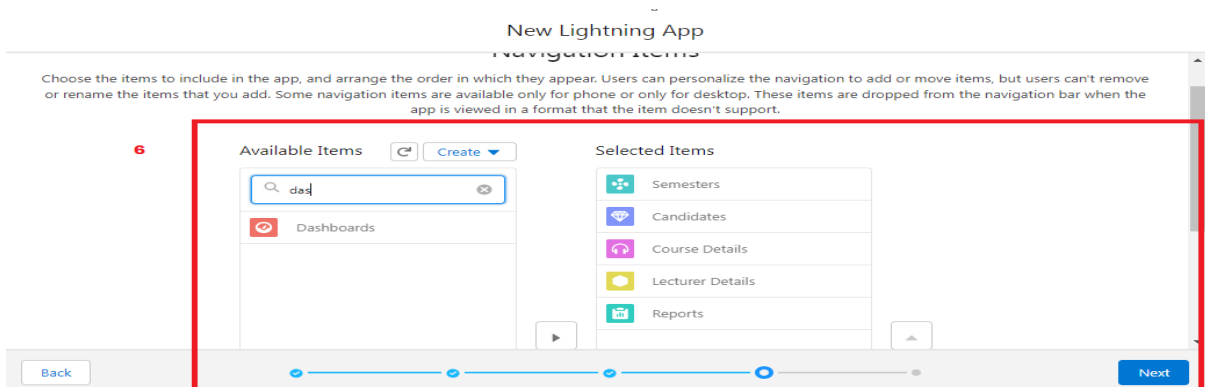 New Lightning App
Navigation Items
Choose the items to include in the app, and arrange the order in which they appear. Users can personalize the navigation to add or move items, but users can't remove
or rename the items that you add. Some navigation items are available only for phone or only for desktop. These items are dropped from the navigation bar when the
app is viewed in a format that the item doesn't support.
6
Available Items
Create
Selected Items
das
Dashboards
Semesters
Candidates
Course Details
Lecturer Details
Reports
Back
Next